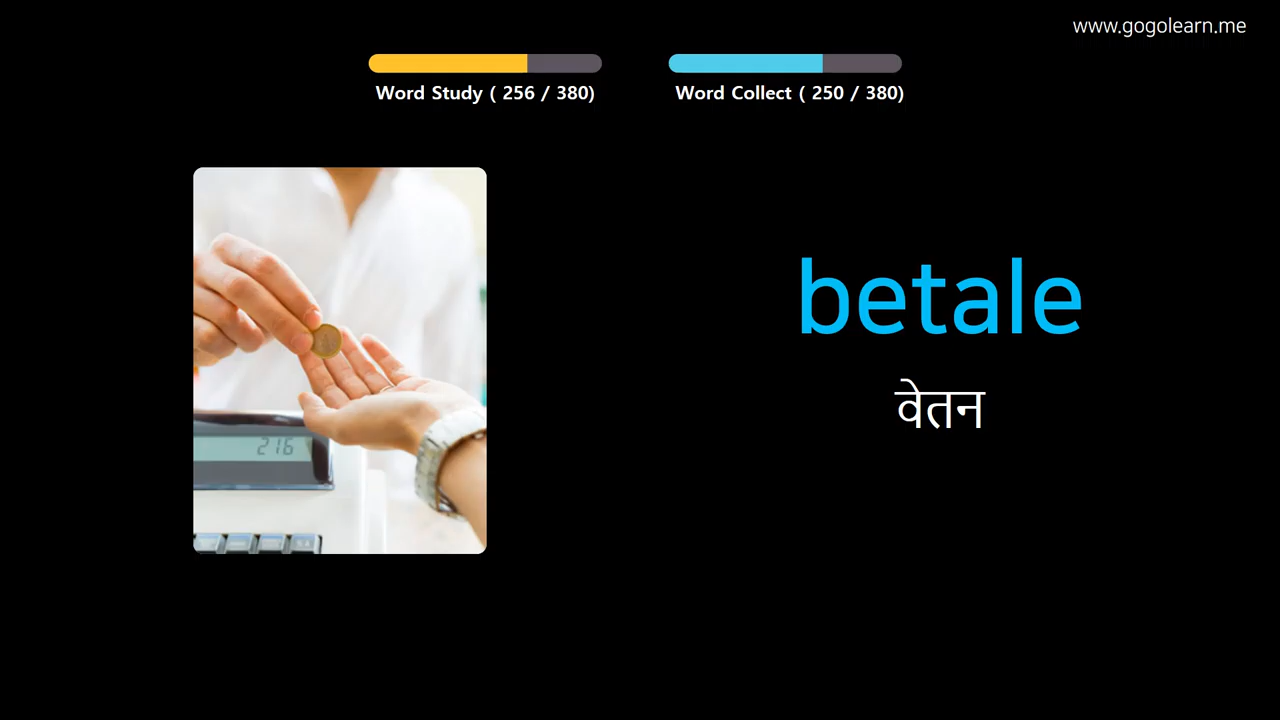 www.gogolearn.me
Word Study ( 256 / 380)
Word Collect ( 250 / 380)
betale
वेतन
216